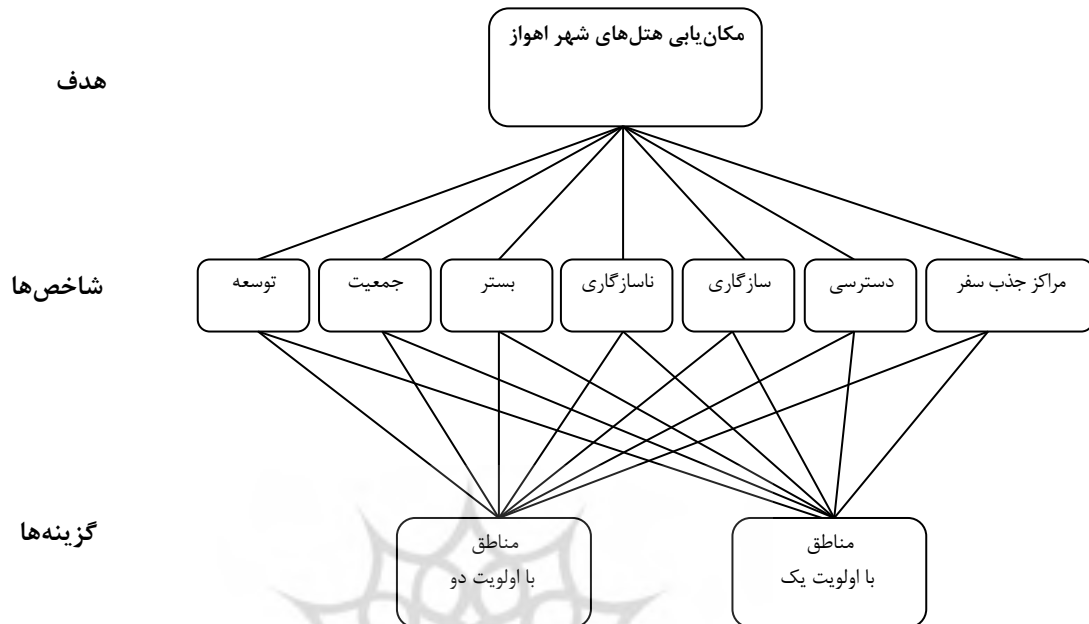 مکان‌یابی هتل‌های شهر اهواز
هدف
شاخص‌ها
مراکز جذب سفر
دسترسی
سازگاری
ناسازگاری
بستر
جمعیت
توسعه
گزینه‌ها
مناطق
با اولویت یک
مناطق
با اولویت دو